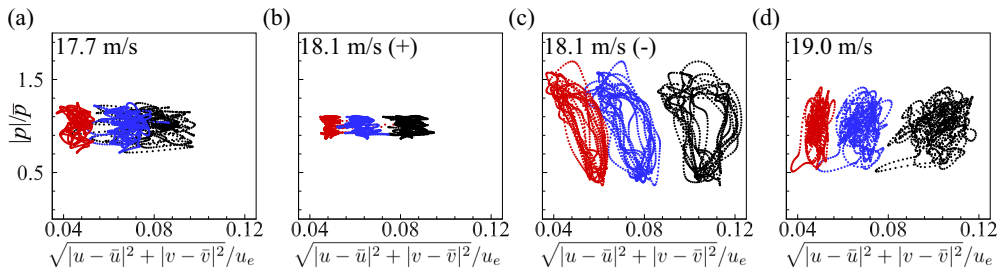 (a) (b) (c) (d)
17.7 m/s 18.1 m/s (+) 18.1 m/s (-) 19.0 m/s
1.5
|p|/p̄
0.5
0.04 0.08 0.12 0.04 0.08 0.12 0.04 0.08 0.12 0.04 0.08 0.12
√|u − ū|² + |v − v̄|²/uₑ √|u − ū|² + |v − v̄|²/uₑ √|u − ū|² + |v − v̄|²/uₑ √|u − ū|² + |v − v̄|²/uₑ